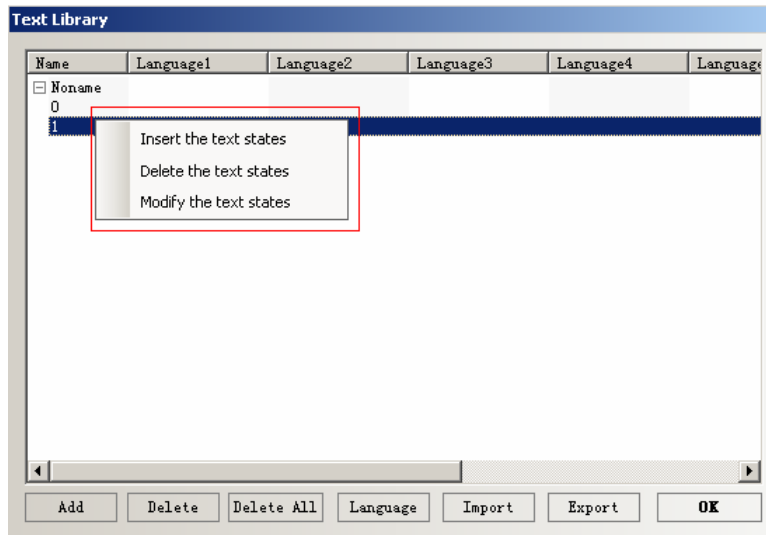 Text Library
Name Language1 Language2 Language3 Language4 Language
Noname
0
1
Insert the text states
Delete the text states
Modify the text states
Add Delete Delete All Language Import Export OK